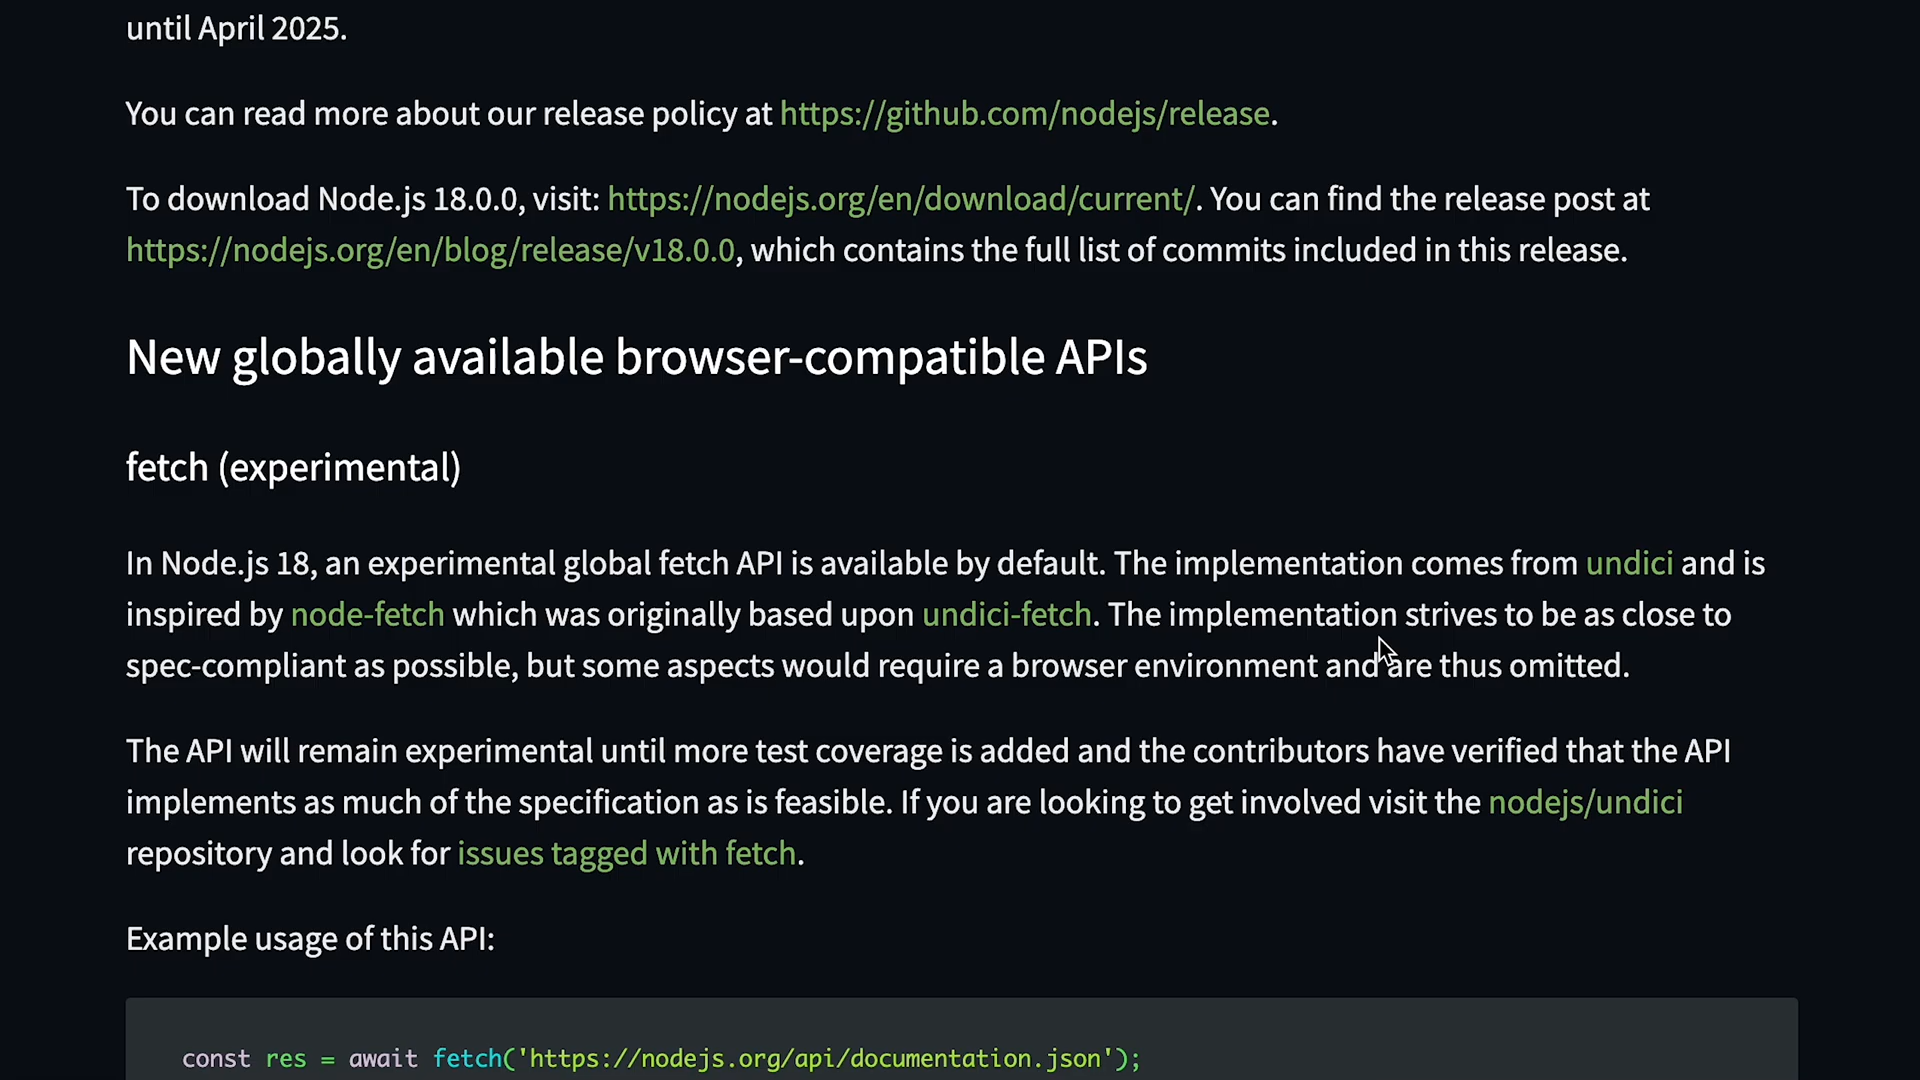 until April 2025.
You can read more about our release policy at https://github.com/nodejs/release.
To download Node.js 18.0.0, visit: https://nodejs.org/en/download/current/. You can find the release post at
https://nodejs.org/en/blog/release/v18.0.0, which contains the full list of commits included in this release.
New globally available browser-compatible APIs
fetch (experimental)
In Node.js 18, an experimental global fetch API is available by default. The implementation comes from undici and is
inspired by node-fetch which was originally based upon undici-fetch. The implementation strives to be as close to
spec-compliant as possible, but some aspects would require a browser environment and are thus omitted.
The API will remain experimental until more test coverage is added and the contributors have verified that the API
implements as much of the specification as is feasible. If you are looking to get involved visit the nodejs/undici
repository and look for issues tagged with fetch.
Example usage of this API:
const res = await fetch('https://nodejs.org/api/documentation.json');